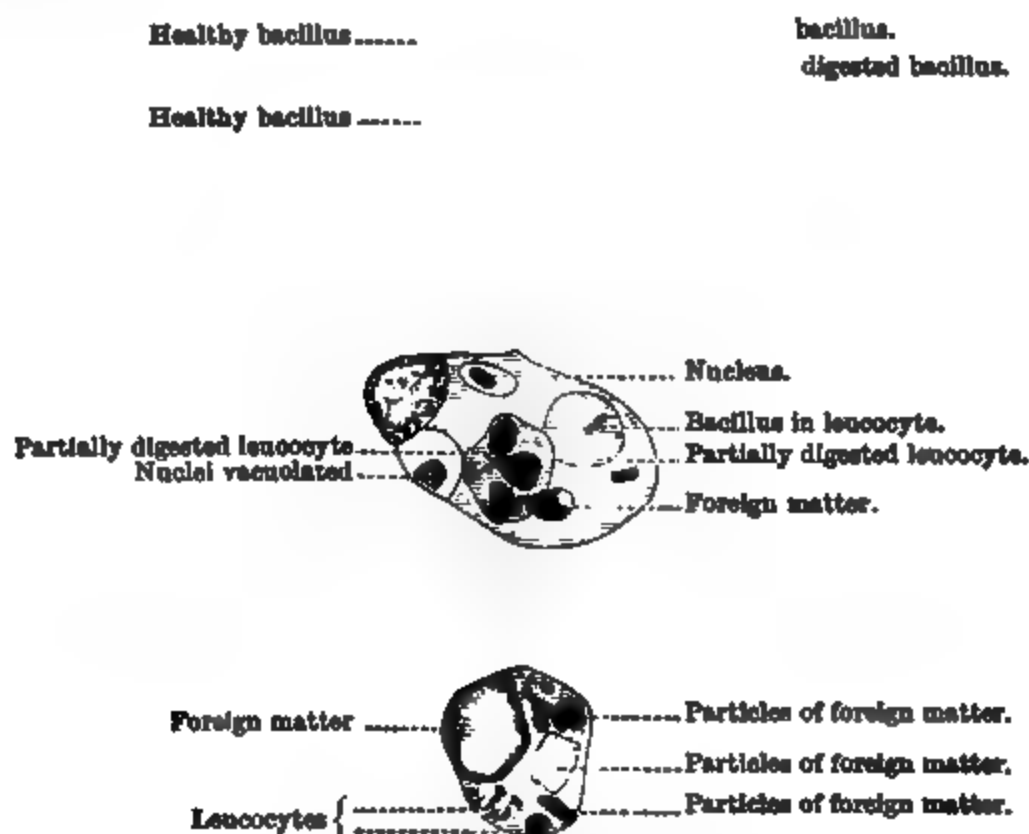 Healthy bacillus......
bacillus.
digested bacillus.
Healthy bacillus......
Nucleus.
Bacillus in leucocyte.
Partially digested leucocyte
Partially digested leucocyte.
Nuclei vacuolated
Foreign matter.
Foreign matter
Particles of foreign matter.
Particles of foreign matter.
Particles of foreign matter.
Leucocytes {